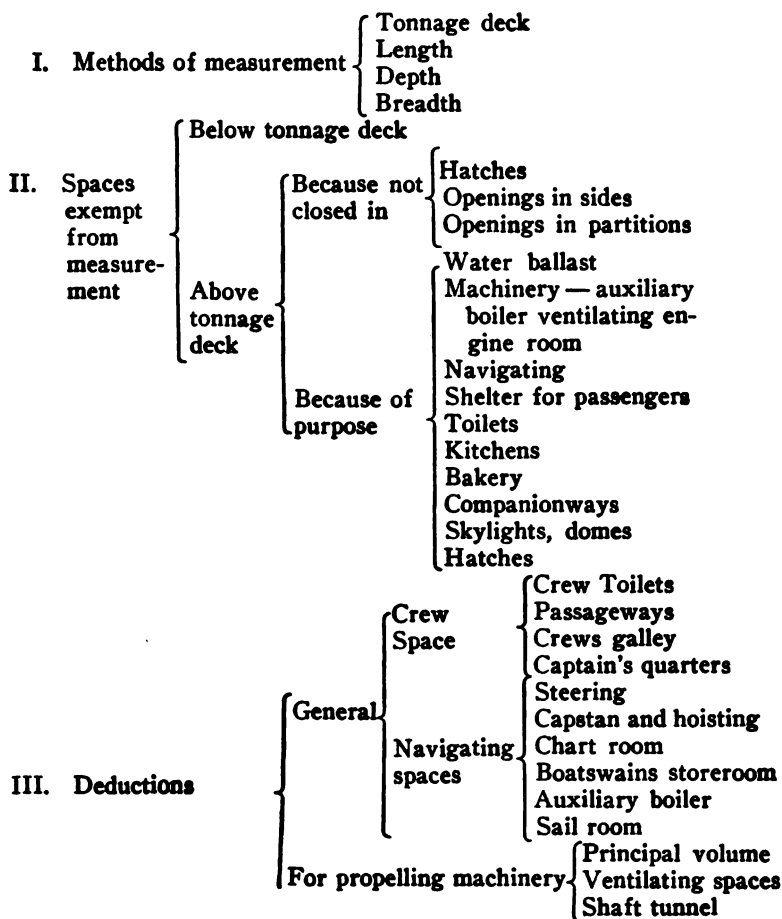 I. Methods of measurement
Tonnage deck
Length
Depth
Breadth
II. Spaces
exempt
from
measure-
ment
Below tonnage deck
Above
tonnage
deck
Because not
closed in
Hatches
Openings in sides
Openings in partitions
Because of
purpose
Water ballast
Machinery — auxiliary
boiler ventilating en-
gine room
Navigating
Shelter for passengers
Toilets
Kitchens
Bakery
Companionways
Skylights, domes
Hatches
III. Deductions
General
Crew
Space
Crew Toilets
Passageways
Crews galley
Captain's quarters
Navigating
spaces
Steering
Capstan and hoisting
Chart room
Boatswains storeroom
Auxiliary boiler
Sail room
For propelling machinery
Principal volume
Ventilating spaces
Shaft tunnel